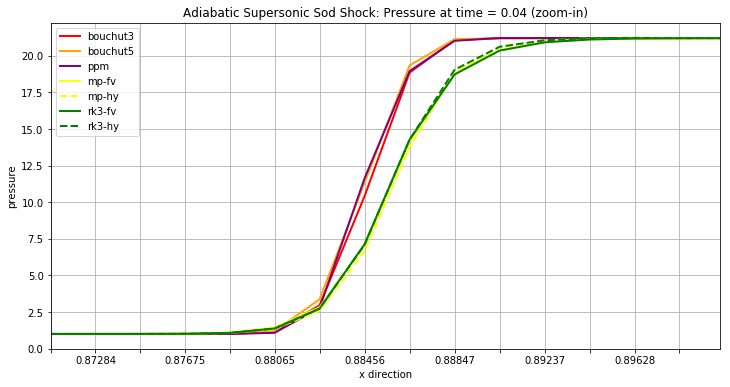 Adiabatic Supersonic Sod Shock: Pressure at time = 0.04 (zoom-in)
bouchut3
bouchut5
ppm
mp-fv
mp-hy
rk3-fv
rk3-hy
pressure
20.0
17.5
15.0
12.5
10.0
7.5
5.0
2.5
0.0
0.87284 0.87675 0.88065 0.88456 0.88847 0.89237 0.89628
x direction